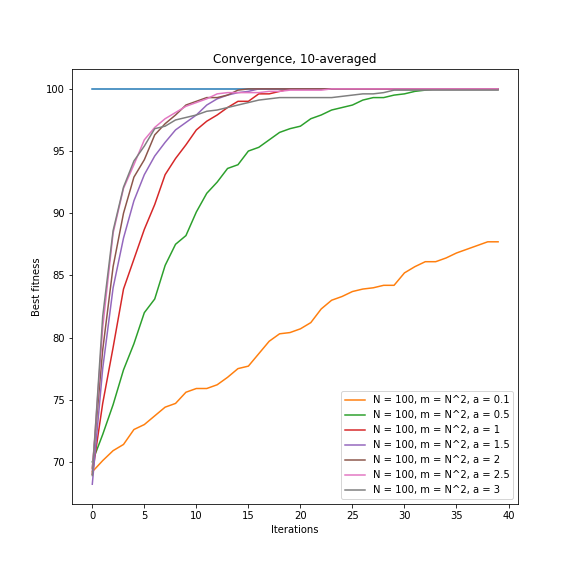 Convergence, 10-averaged
Best fitness
100
95
90
85
80
75
70
N = 100, m = N^2, a = 0.1
N = 100, m = N^2, a = 0.5
N = 100, m = N^2, a = 1
N = 100, m = N^2, a = 1.5
N = 100, m = N^2, a = 2
N = 100, m = N^2, a = 2.5
N = 100, m = N^2, a = 3
0 5 10 15 20 25 30 35 40
Iterations